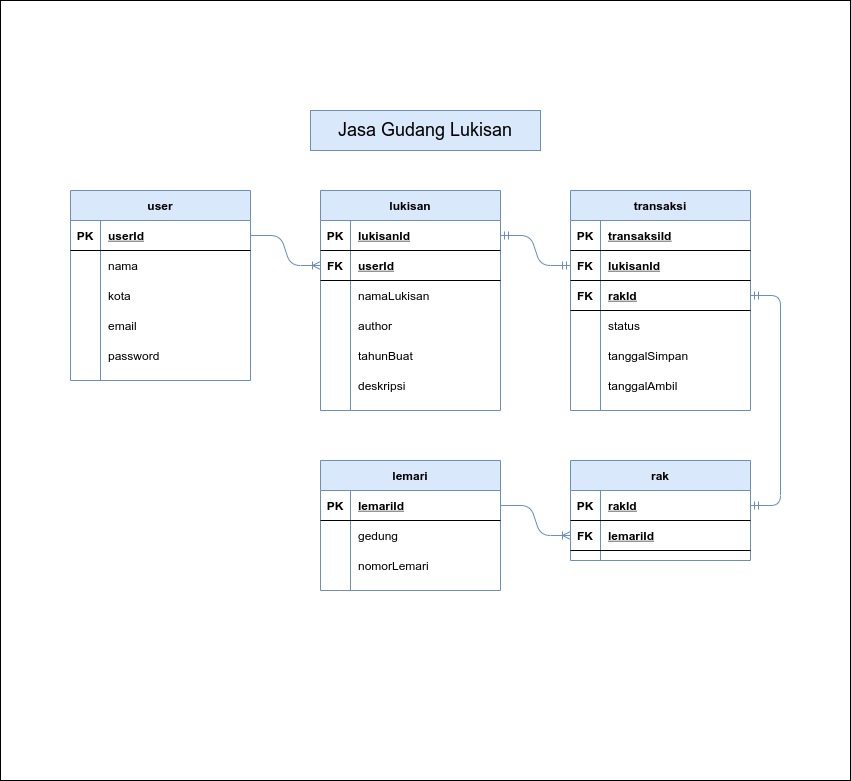 Jasa Gudang Lukisan
user
PK userId
nama
kota
email
password
lukisan
PK lukisanId
FK userId
namaLukisan
author
tahunBuat
deskripsi
transaksi
PK transaksiId
FK lukisanId
FK rakId
status
tanggalSimpan
tanggalAmbil
lemari
PK lemariId
gedung
nomorLemari
rak
PK rakId
FK lemariId